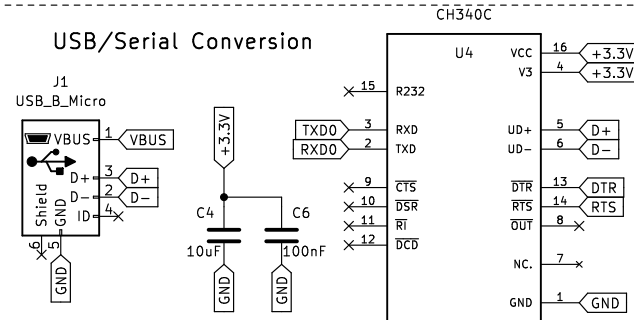 CH340C
USB/Serial Conversion
U4
VCC 16 +3.3V
V3 4 +3.3V
J1
USB_B_Micro
15 R232
VBUS 1 VBUS
TXD0 3 RXD
UD+ 5 D+
RXD0 2 TXD
UD- 6 D-
+3.3V
D+ 3 D+
D- 2 D-
ID 4
Shield
GND
6
5
GND
9 CTS
DTR 13 DTR
10 DSR
RTS 14 RTS
11 RI
OUT 8
12 DCD
C4
10uF
GND
C6
100nF
GND
NC. 7
GND 1 GND